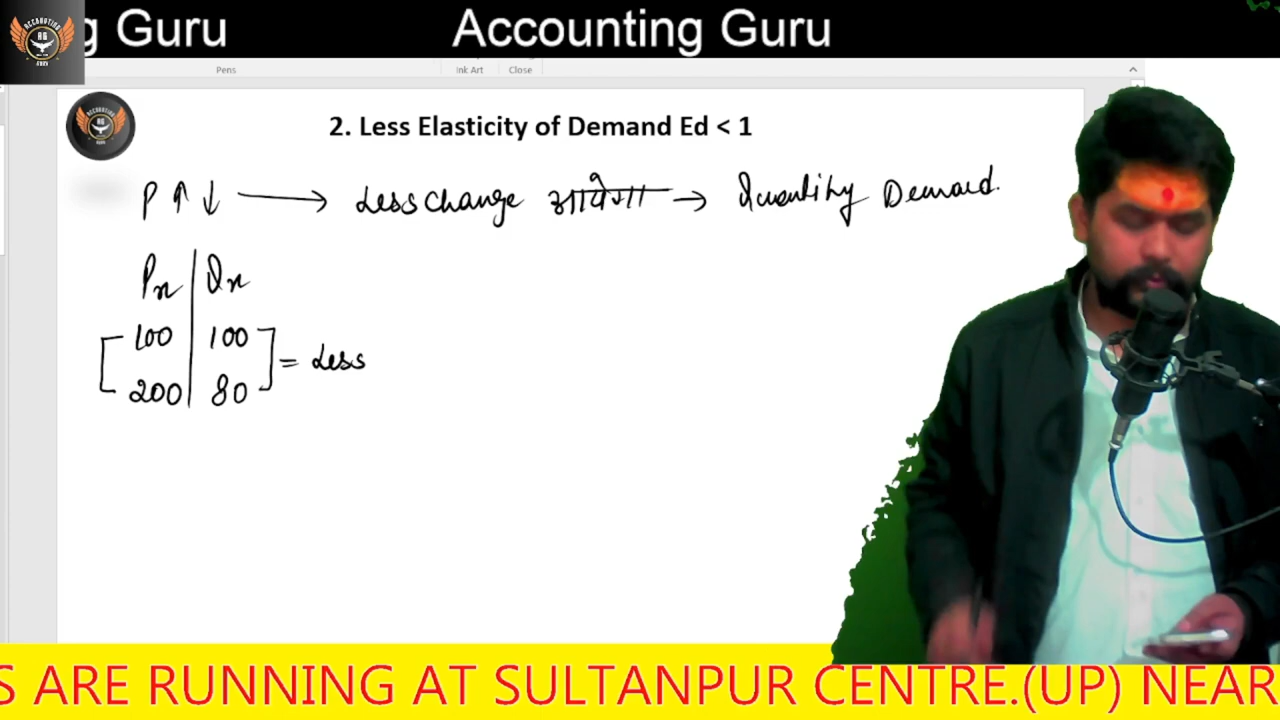 g Guru Accounting Guru
Pens Ink Art Close
2. Less Elasticity of Demand Ed < 1
P ↑ ↓ → Less change आयेगा → Quantity Demand.
Px | Qx
100 | 100
= Less
200 | 80
S ARE RUNNING AT SULTANPUR CENTRE.(UP) NEAR